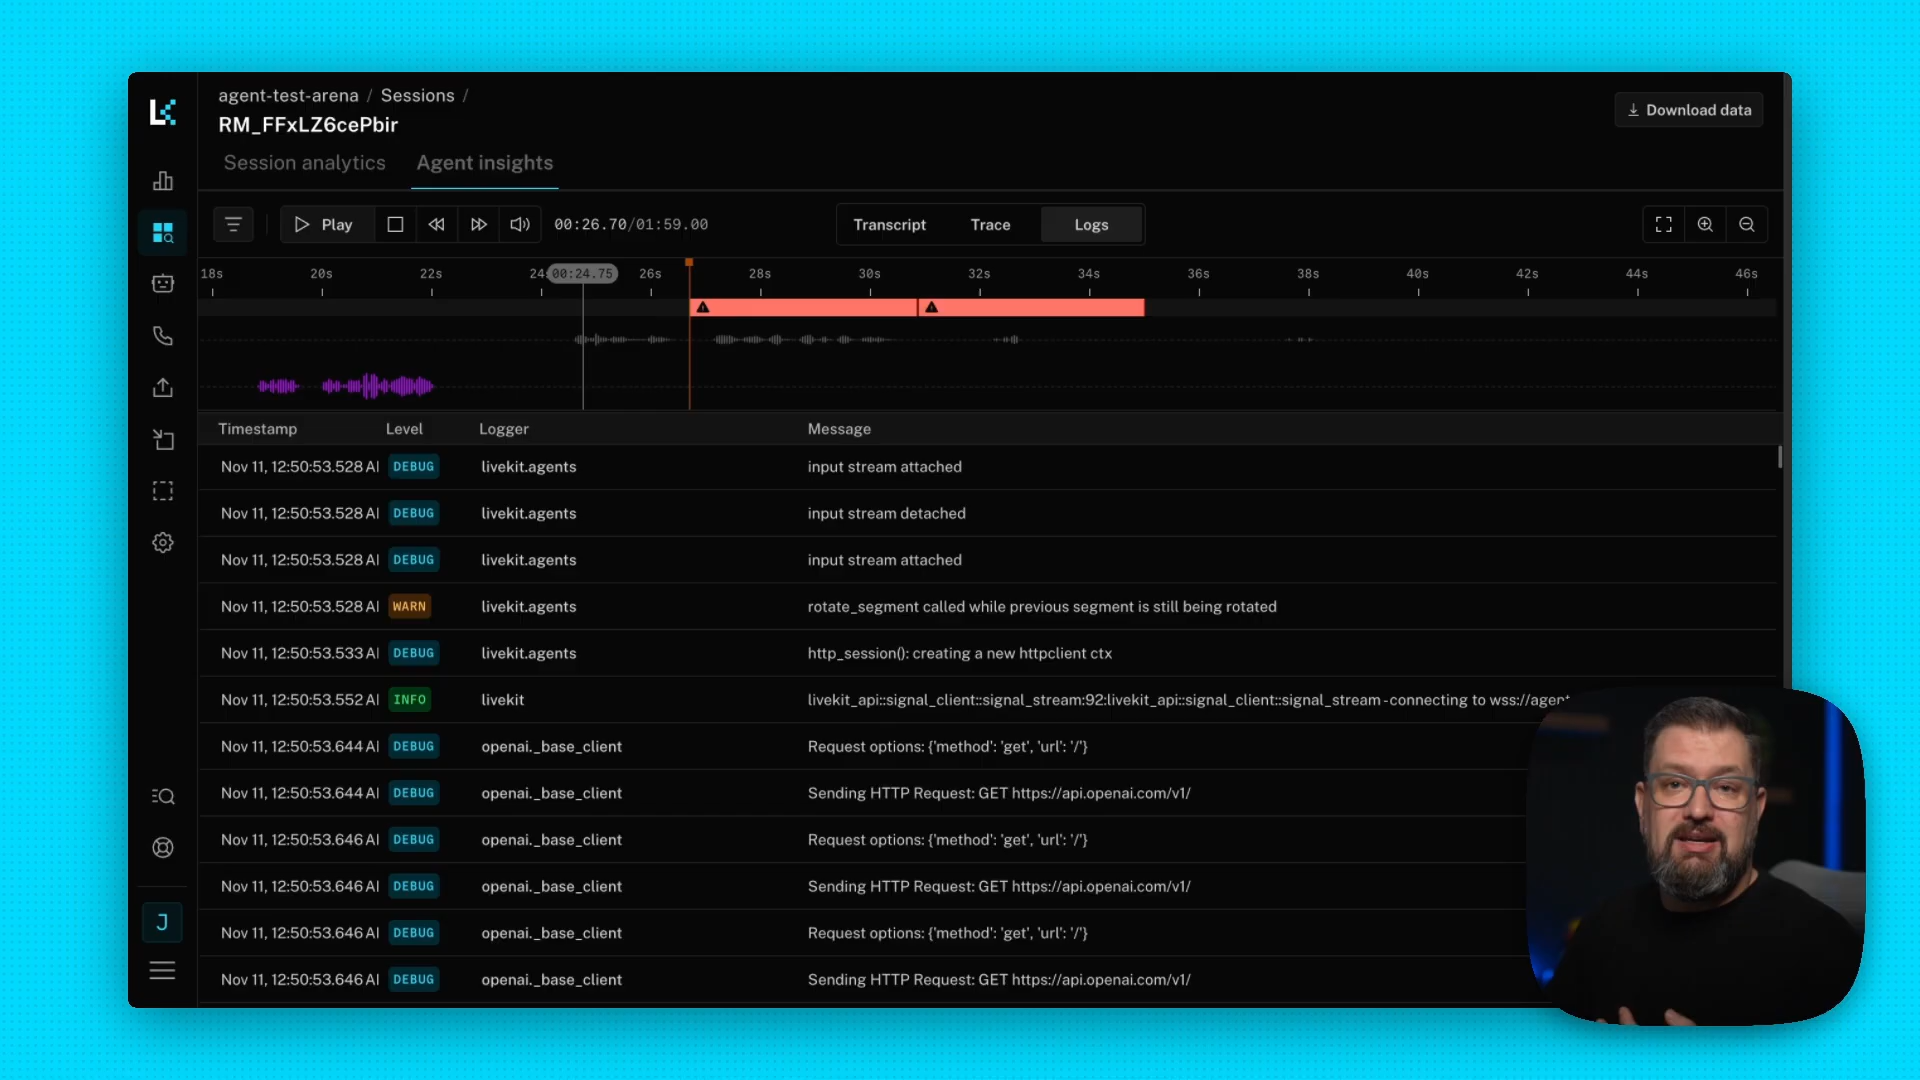 agent-test-arena / Sessions /
RM_FFxLZ6cePbir
Download data
Session analytics
Agent insights
Play
00:26.70/01:59.00
Transcript
Trace
Logs
18s
20s
22s
24
00:24.75
26s
28s
30s
32s
34s
36s
38s
40s
42s
44s
46s
Timestamp Level Logger Message
Nov 11, 12:50:53.528 AI DEBUG livekit.agents input stream attached
Nov 11, 12:50:53.528 AI DEBUG livekit.agents input stream detached
Nov 11, 12:50:53.528 AI DEBUG livekit.agents input stream attached
Nov 11, 12:50:53.528 AI WARN livekit.agents rotate_segment called while previous segment is still being rotated
Nov 11, 12:50:53.533 AI DEBUG livekit.agents http_session(): creating a new httpclient ctx
Nov 11, 12:50:53.552 AI INFO livekit livekit_api::signal_client::signal_stream:92:livekit_api::signal_client::signal_stream - connecting to wss://agent
Nov 11, 12:50:53.644 AI DEBUG openai._base_client Request options: {'method': 'get', 'url': '/'}
Nov 11, 12:50:53.644 AI DEBUG openai._base_client Sending HTTP Request: GET https://api.openai.com/v1/
Nov 11, 12:50:53.646 AI DEBUG openai._base_client Request options: {'method': 'get', 'url': '/'}
Nov 11, 12:50:53.646 AI DEBUG openai._base_client Sending HTTP Request: GET https://api.openai.com/v1/
Nov 11, 12:50:53.646 AI DEBUG openai._base_client Request options: {'method': 'get', 'url': '/'}
Nov 11, 12:50:53.646 AI DEBUG openai._base_client Sending HTTP Request: GET https://api.openai.com/v1/
J